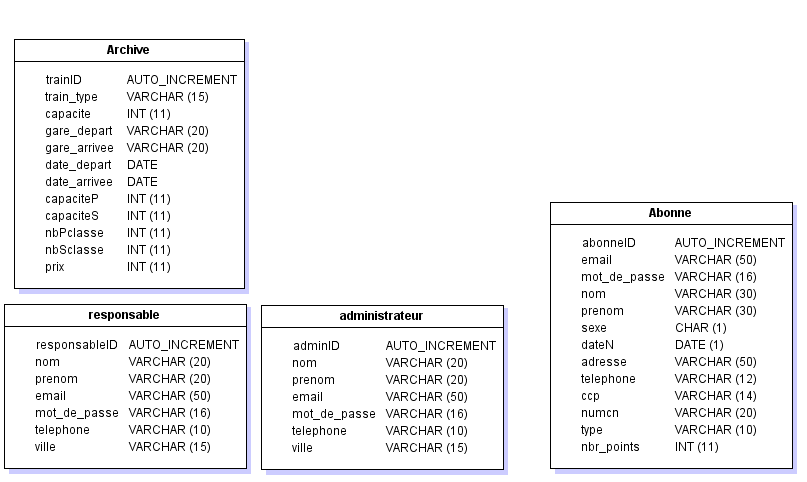 Archive
trainID AUTO_INCREMENT
train_type VARCHAR (15)
capacite INT (11)
gare_depart VARCHAR (20)
gare_arrivee VARCHAR (20)
date_depart DATE
date_arrivee DATE
capaciteP INT (11)
capaciteS INT (11)
nbPclasse INT (11)
nbSclasse INT (11)
prix INT (11)
responsable
responsableID AUTO_INCREMENT
nom VARCHAR (20)
prenom VARCHAR (20)
email VARCHAR (50)
mot_de_passe VARCHAR (16)
telephone VARCHAR (10)
ville VARCHAR (15)
administrateur
adminID AUTO_INCREMENT
nom VARCHAR (20)
prenom VARCHAR (20)
email VARCHAR (50)
mot_de_passe VARCHAR (16)
telephone VARCHAR (10)
ville VARCHAR (15)
Abonne
abonneID AUTO_INCREMENT
email VARCHAR (50)
mot_de_passe VARCHAR (16)
nom VARCHAR (30)
prenom VARCHAR (30)
sexe CHAR (1)
dateN DATE (1)
adresse VARCHAR (50)
telephone VARCHAR (12)
ccp VARCHAR (14)
numcn VARCHAR (20)
type VARCHAR (10)
nbr_points INT (11)